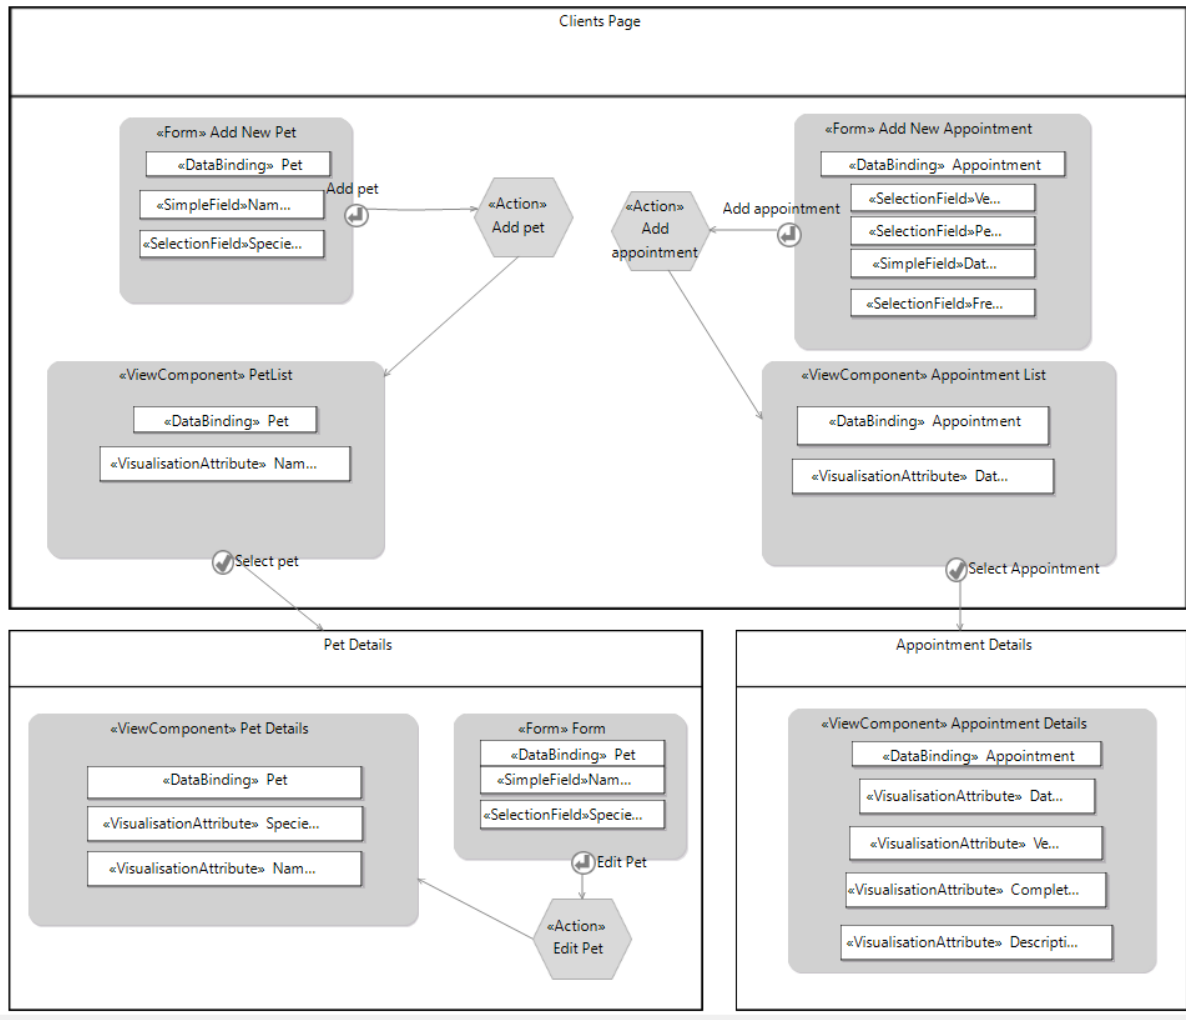 Clients Page
«Form» Add New Pet
«DataBinding» Pet
«SimpleField»Nam...
«SelectionField»Specie...
Add pet
«Action»
Add pet
«Form» Add New Appointment
«DataBinding» Appointment
«SelectionField»Ve...
«SelectionField»Pe...
«SimpleField»Dat...
«SelectionField»Fre...
Add appointment
«Action»
Add
appointment
«ViewComponent» PetList
«DataBinding» Pet
«VisualisationAttribute» Nam...
Select pet
«ViewComponent» Appointment List
«DataBinding» Appointment
«VisualisationAttribute» Dat...
Select Appointment
Pet Details
«ViewComponent» Pet Details
«DataBinding» Pet
«VisualisationAttribute» Specie...
«VisualisationAttribute» Nam...
«Form» Form
«DataBinding» Pet
«SimpleField»Nam...
«SelectionField»Specie...
Edit Pet
«Action»
Edit Pet
Appointment Details
«ViewComponent» Appointment Details
«DataBinding» Appointment
«VisualisationAttribute» Dat...
«VisualisationAttribute» Ve...
«VisualisationAttribute» Complet...
«VisualisationAttribute» Descripti...